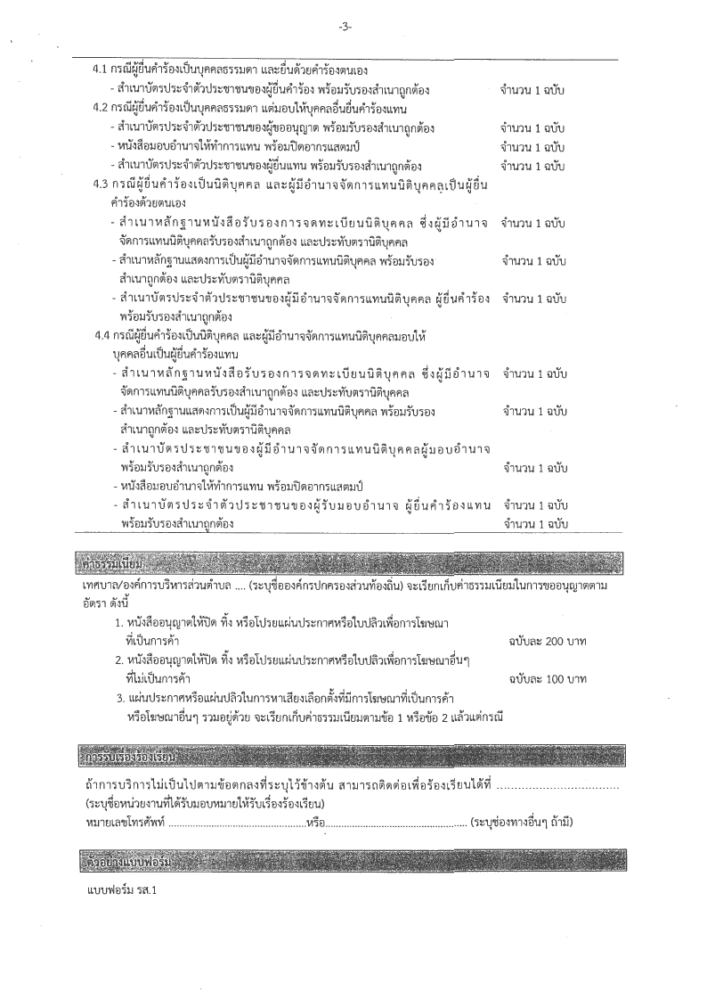 -3-
4.1 กรณีผู้ยื่นคำร้องเป็นบุคคลธรรมดา และยื่นด้วยคำร้องตนเอง
- สำเนาบัตรประจำตัวประชาชนของผู้ยื่นคำร้อง พร้อมรับรองสำเนาถูกต้อง จำนวน 1 ฉบับ
4.2 กรณีผู้ยื่นคำร้องเป็นบุคคลธรรมดา แต่มอบให้บุคคลอื่นยื่นคำร้องแทน
- สำเนาบัตรประจำตัวประชาชนของผู้ขออนุญาต พร้อมรับรองสำเนาถูกต้อง จำนวน 1 ฉบับ
- หนังสือมอบอำนาจให้ทำการแทน พร้อมปิดอากรแสตมป์ จำนวน 1 ฉบับ
- สำเนาบัตรประจำตัวประชาชนของผู้ยื่นแทน พร้อมรับรองสำเนาถูกต้อง จำนวน 1 ฉบับ
4.3 กรณีผู้ยื่นคำร้องเป็นนิติบุคคล และผู้มีอำนาจจัดการแทนนิติบุคคลเป็นผู้ยื่น
คำร้องด้วยตนเอง
- สำเนาหลักฐานหนังสือรับรองการจดทะเบียนนิติบุคคล ซึ่งผู้มีอำนาจ จำนวน 1 ฉบับ
จัดการแทนนิติบุคคลรับรองสำเนาถูกต้อง และประทับตรานิติบุคคล
- สำเนาหลักฐานแสดงการเป็นผู้มีอำนาจจัดการแทนนิติบุคคล พร้อมรับรอง จำนวน 1 ฉบับ
สำเนาถูกต้อง และประทับตรานิติบุคคล
- สำเนาบัตรประจำตัวประชาชนของผู้มีอำนาจจัดการแทนนิติบุคคล ผู้ยื่นคำร้อง จำนวน 1 ฉบับ
พร้อมรับรองสำเนาถูกต้อง
4.4 กรณีผู้ยื่นคำร้องเป็นนิติบุคคล และผู้มีอำนาจจัดการแทนนิติบุคคลมอบให้
บุคคลอื่นเป็นผู้ยื่นคำร้องแทน
- สำเนาหลักฐานหนังสือรับรองการจดทะเบียนนิติบุคคล ซึ่งผู้มีอำนาจ จำนวน 1 ฉบับ
จัดการแทนนิติบุคคลรับรองสำเนาถูกต้อง และประทับตรานิติบุคคล
- สำเนาหลักฐานแสดงการเป็นผู้มีอำนาจจัดการแทนนิติบุคคล พร้อมรับรอง จำนวน 1 ฉบับ
สำเนาถูกต้อง และประทับตรานิติบุคคล
- สำเนาบัตรประชาชนของผู้มีอำนาจจัดการแทนนิติบุคคลผู้มอบอำนาจ
พร้อมรับรองสำเนาถูกต้อง จำนวน 1 ฉบับ
- หนังสือมอบอำนาจให้ทำการแทน พร้อมปิดอากรแสตมป์
- สำเนาบัตรประจำตัวประชาชนของผู้รับมอบอำนาจ ผู้ยื่นคำร้องแทน จำนวน 1 ฉบับ
พร้อมรับรองสำเนาถูกต้อง จำนวน 1 ฉบับ
ค่าธรรมเนียม
เทศบาล/องค์การบริหารส่วนตำบล .... (ระบุชื่อองค์กรปกครองส่วนท้องถิ่น) จะเรียกเก็บค่าธรรมเนียมในการขออนุญาตตาม
อัตรา ดังนี้
1. หนังสืออนุญาตให้ปิด ทิ้ง หรือโปรยแผ่นประกาศหรือใบปลิวเพื่อการโฆษณา
ที่เป็นการค้า ฉบับละ 200 บาท
2. หนังสืออนุญาตให้ปิด ทิ้ง หรือโปรยแผ่นประกาศหรือใบปลิวเพื่อการโฆษณาอื่นๆ
ที่ไม่เป็นการค้า ฉบับละ 100 บาท
3. แผ่นประกาศหรือแผ่นปลิวในการหาเสียงเลือกตั้งที่มีการโฆษณาที่เป็นการค้า
หรือโฆษณาอื่นๆ รวมอยู่ด้วย จะเรียกเก็บค่าธรรมเนียมตามข้อ 1 หรือข้อ 2 แล้วแต่กรณี
การรับเรื่องร้องเรียน
ถ้าการบริการไม่เป็นไปตามข้อตกลงที่ระบุไว้ข้างต้น สามารถติดต่อเพื่อร้องเรียนได้ที่ ..................................
(ระบุชื่อหน่วยงานที่ได้รับมอบหมายให้รับเรื่องร้องเรียน)
หมายเลขโทรศัพท์ ....................................................หรือ..................................................... (ระบุช่องทางอื่นๆ ถ้ามี)
ตัวอย่างแบบฟอร์ม
แบบฟอร์ม รส.1